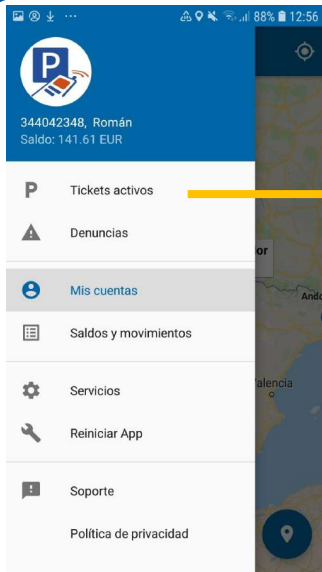 88% 12:56
P
344042348, Román
Saldo: 141.61 EUR
P Tickets activos
Denuncias
or
Mis cuentas
Ando
Saldos y movimientos
Servicios
alencia
Reiniciar App
Soporte
Política de privacidad